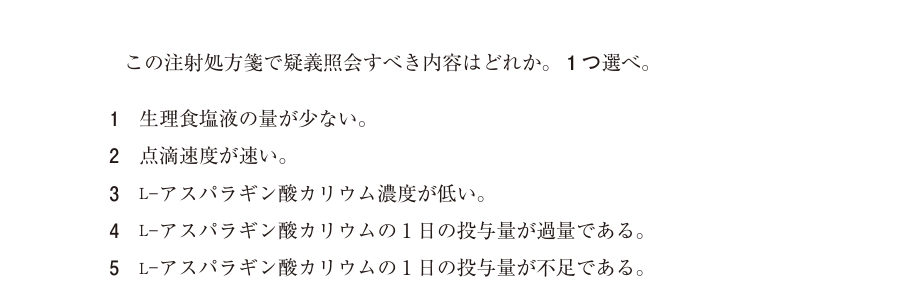 この注射処方箋で疑義照会すべき内容はどれか。1つ選べ。
1 生理食塩液の量が少ない。
2 点滴速度が速い。
3 L-アスパラギン酸カリウム濃度が低い。
4 L-アスパラギン酸カリウムの1日の投与量が過量である。
5 L-アスパラギン酸カリウムの1日の投与量が不足である。